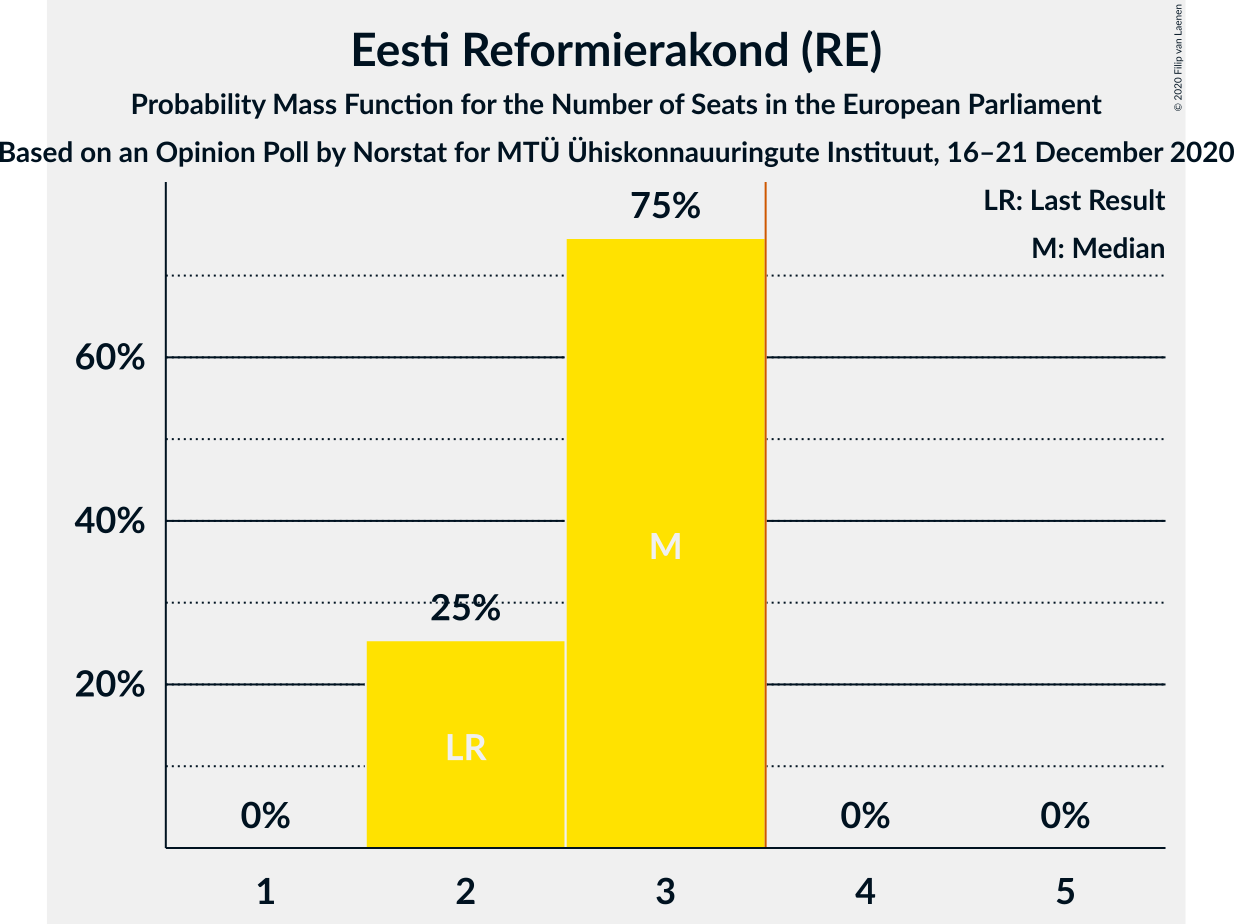 Eesti Reformierakond (RE)
Probability Mass Function for the Number of Seats in the European Parliament
Based on an Opinion Poll by Norstat for MTÜ Ühiskonnauuringute Instituut, 16–21 December 2020
© 2020 Filip van Laenen
LR: Last Result
M: Median
75%
60%
40%
M
25%
20%
LR
0%
0%
0%
1
2
3
4
5